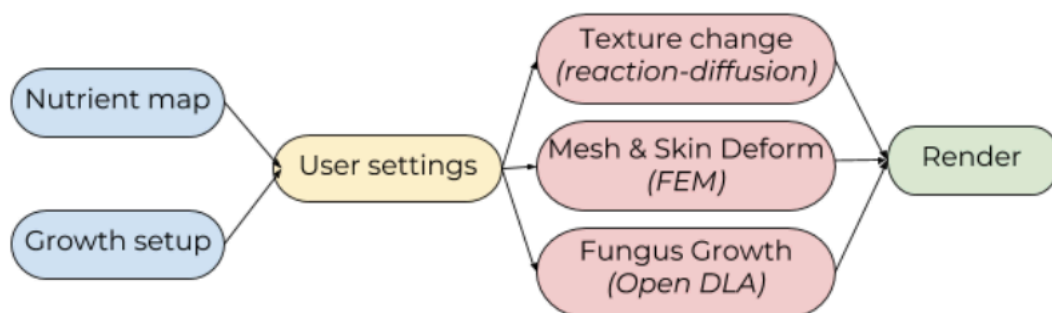 Nutrient map
Growth setup
User settings
Texture change
(reaction-diffusion)
Mesh & Skin Deform
(FEM)
Fungus Growth
(Open DLA)
Render